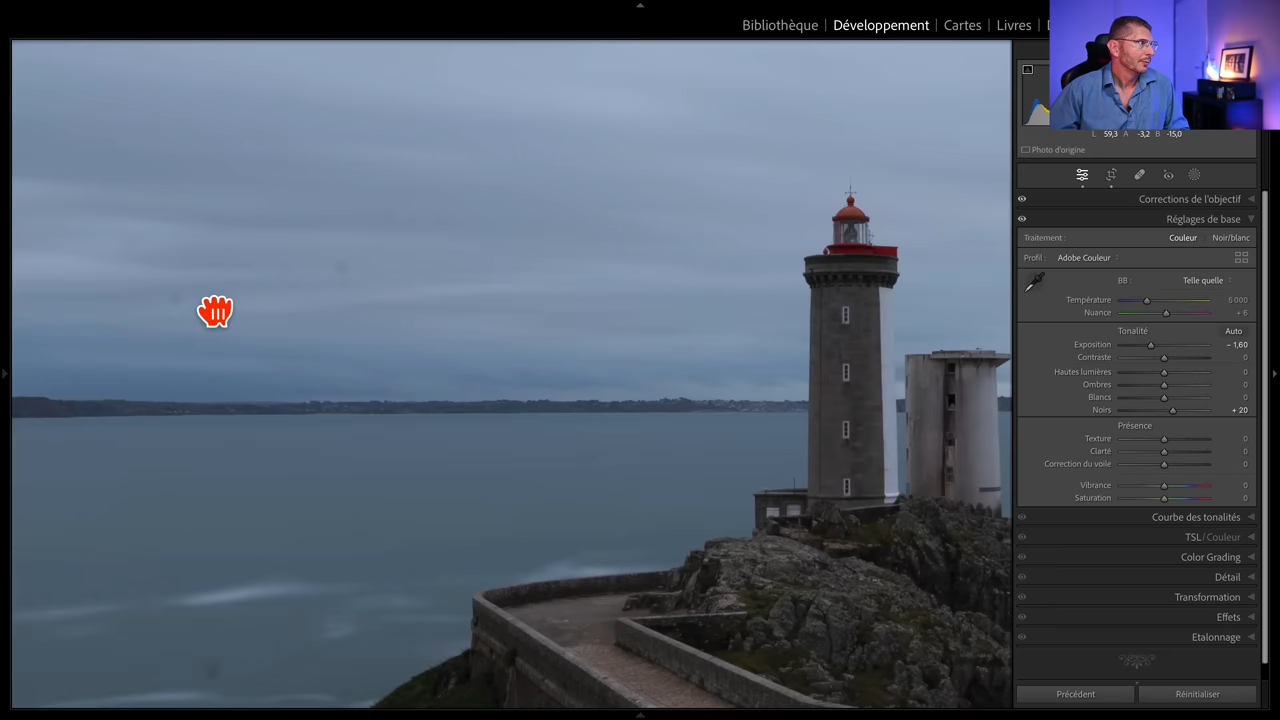 Bibliothèque | Développement | Cartes | Livres |
L 59,3 A -3,2 B -15,0
Photo d'origine
Corrections de l'objectif
Réglages de base
Traitement : Couleur Noir/blanc
Profil : Adobe Couleur
BB : Telle quelle
Température 6 000
Nuance + 6
Tonalité Auto
Exposition – 1,60
Contraste 0
Hautes lumières 0
Ombres 0
Blancs 0
Noirs + 20
Présence
Texture 0
Clarté 0
Correction du voile 0
Vibrance 0
Saturation 0
Courbe des tonalités
TSL / Couleur
Color Grading
Détail
Transformation
Effets
Etalonnage
Précédent Réinitialiser